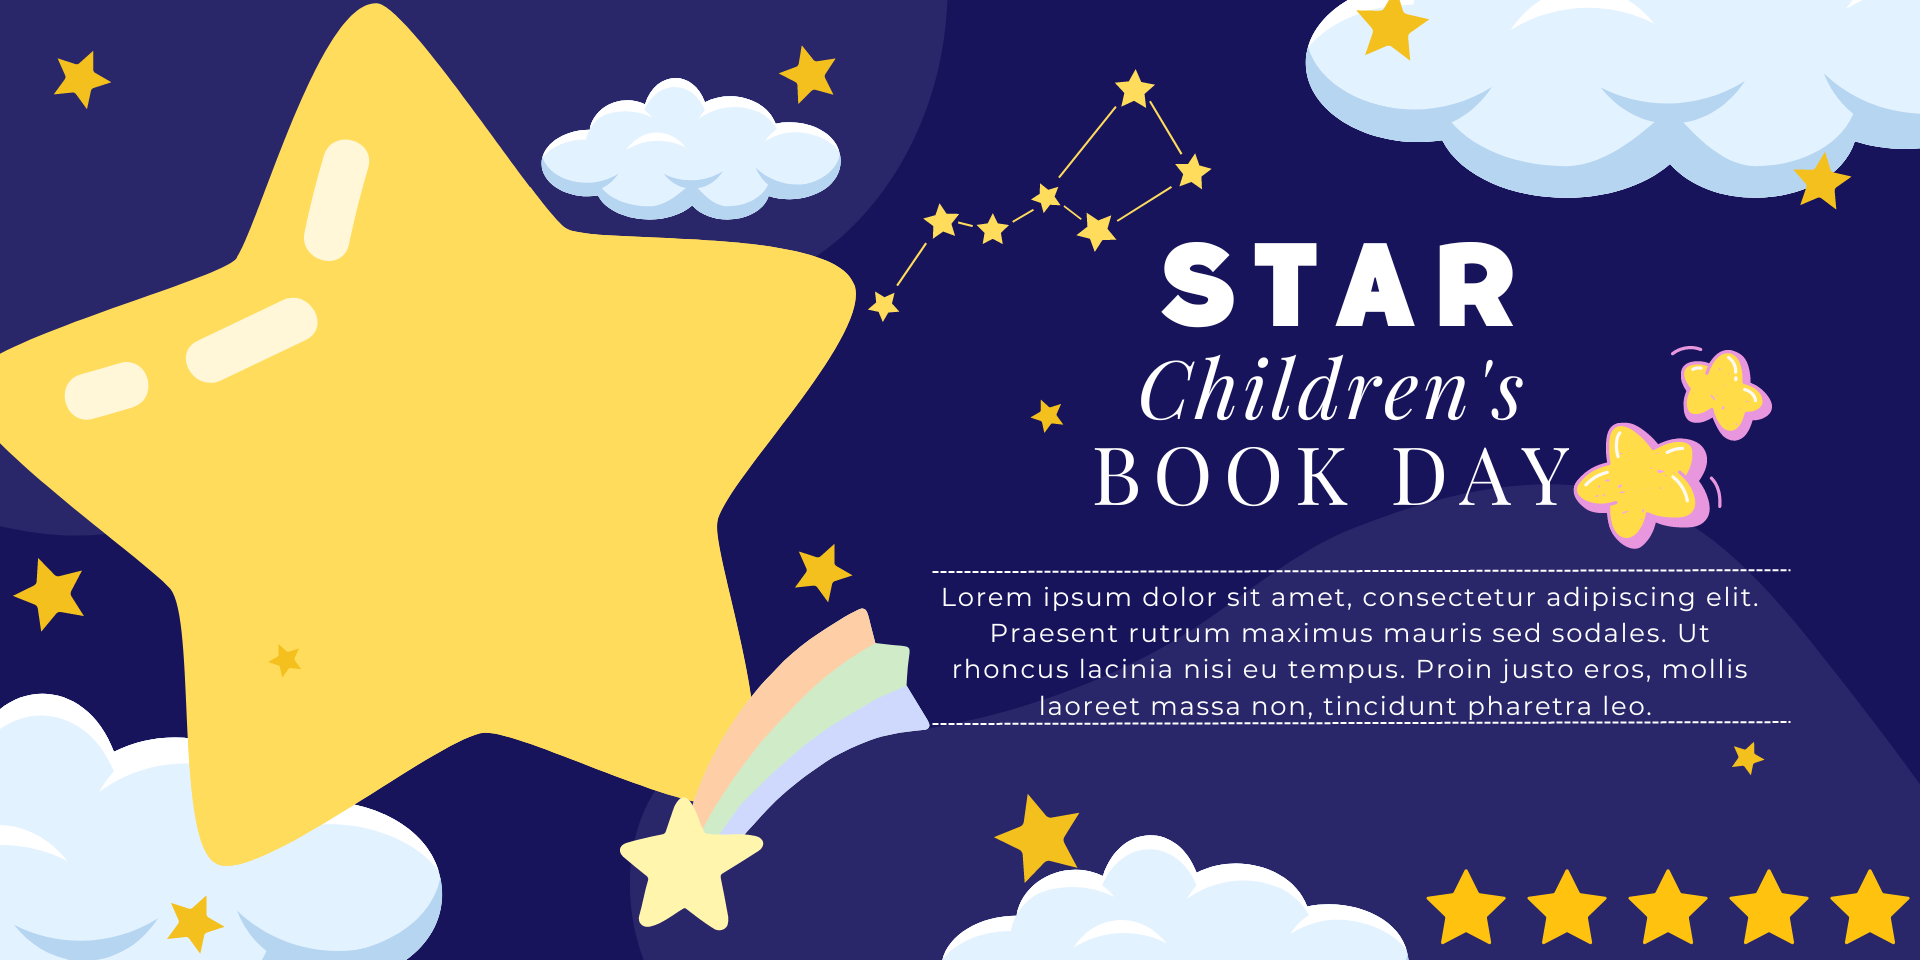 STAR
Children's
BOOK DAY
Lorem ipsum dolor sit amet, consectetur adipiscing elit.
Praesent rutrum maximus mauris sed sodales. Ut
rhoncus lacinia nisi eu tempus. Proin justo eros, mollis
laoreet massa non, tincidunt pharetra leo.